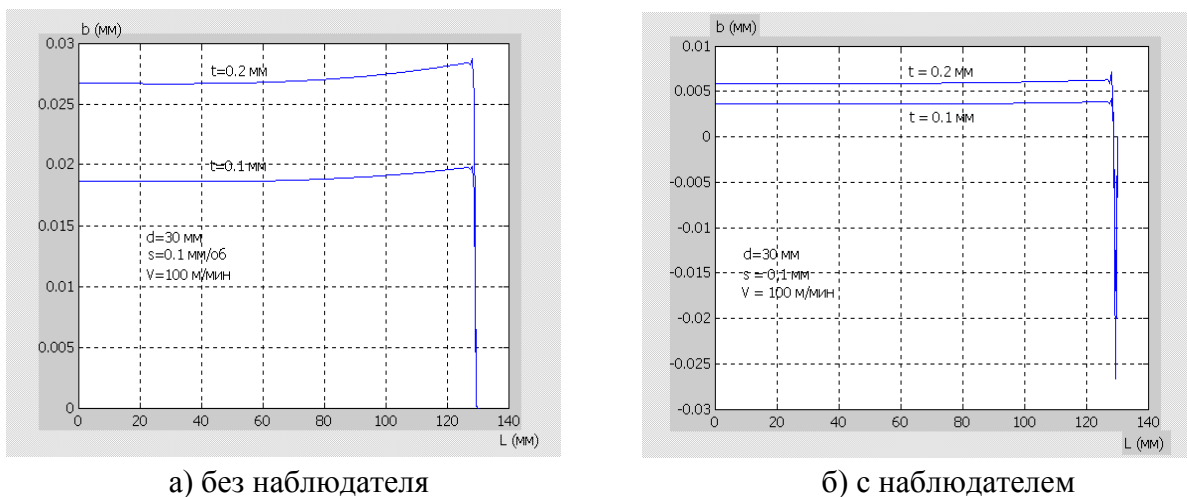 b (мм)
0.03
0.025
0.02
0.015
0.01
0.005
0
t=0.2 мм
t=0.1 мм
d=30 мм
s=0.1 мм/об
V=100 м/мин
0 20 40 60 80 100 120 140
L (мм)
а) без наблюдателя
b (мм)
0.01
0.005
0
-0.005
-0.01
-0.015
-0.02
-0.025
-0.03
t = 0.2 мм
t = 0.1 мм
d=30 мм
s = 0,1 мм
V = 100 м/мин
0 20 40 60 80 100 120 140
L (мм)
б) с наблюдателем